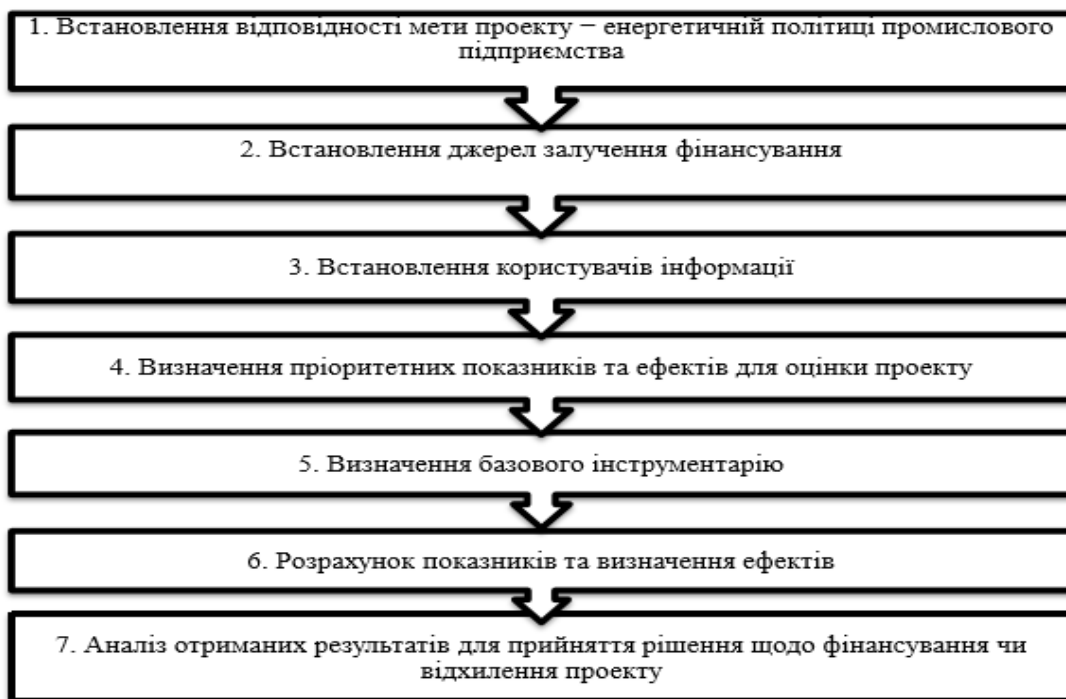 1. Встановлення відповідності мети проекту − енергетичній політиці промислового
підприємства
2. Встановлення джерел залучення фінансування
3. Встановлення користувачів інформації
4. Визначення пріоритетних показників та ефектів для оцінки проекту
5. Визначення базового інструментарію
6. Розрахунок показників та визначення ефектів
7. Аналіз отриманих результатів для прийняття рішення щодо фінансування чи
відхилення проекту